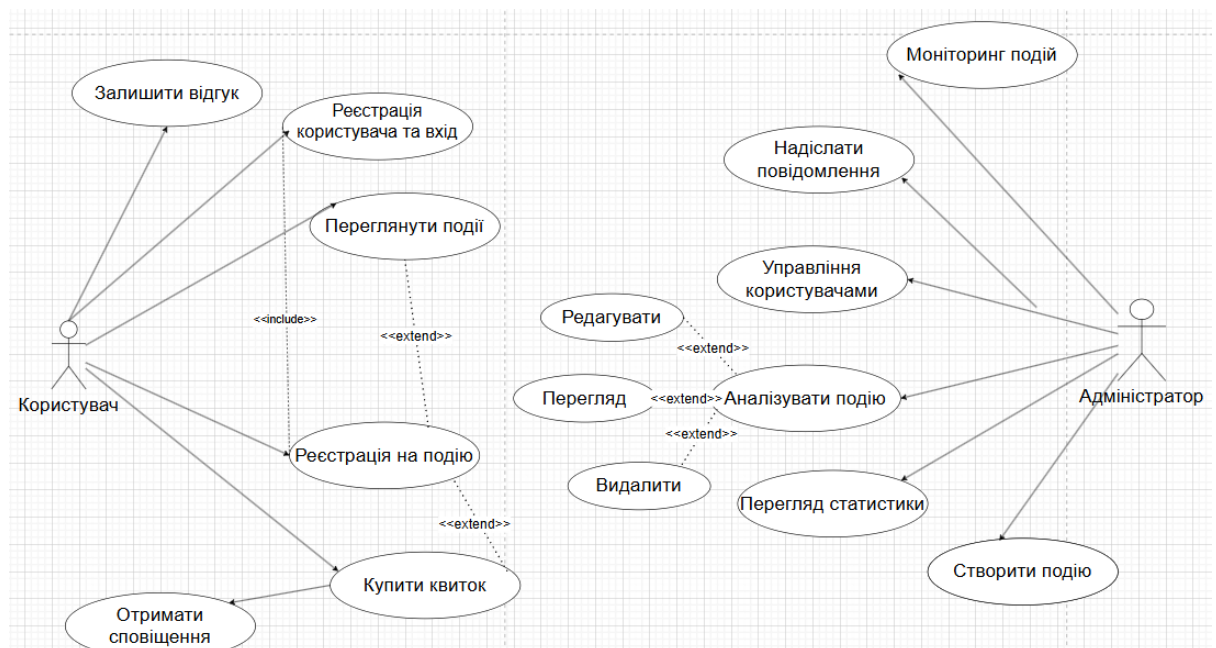 Моніторинг подій
Залишити відгук
Реєстрація
користувача та вхід
Надіслати
повідомлення
Переглянути події
Управління
користувачами
<<include>>
Редагувати
<<extend>>
<<extend>>
Користувач
Перегляд
<<extend>>
Аналізувати подію
Адміністратор
<<extend>>
Реєстрація на подію
Видалити
Перегляд статистики
<<extend>>
Купити квиток
Створити подію
Отримати
сповіщення